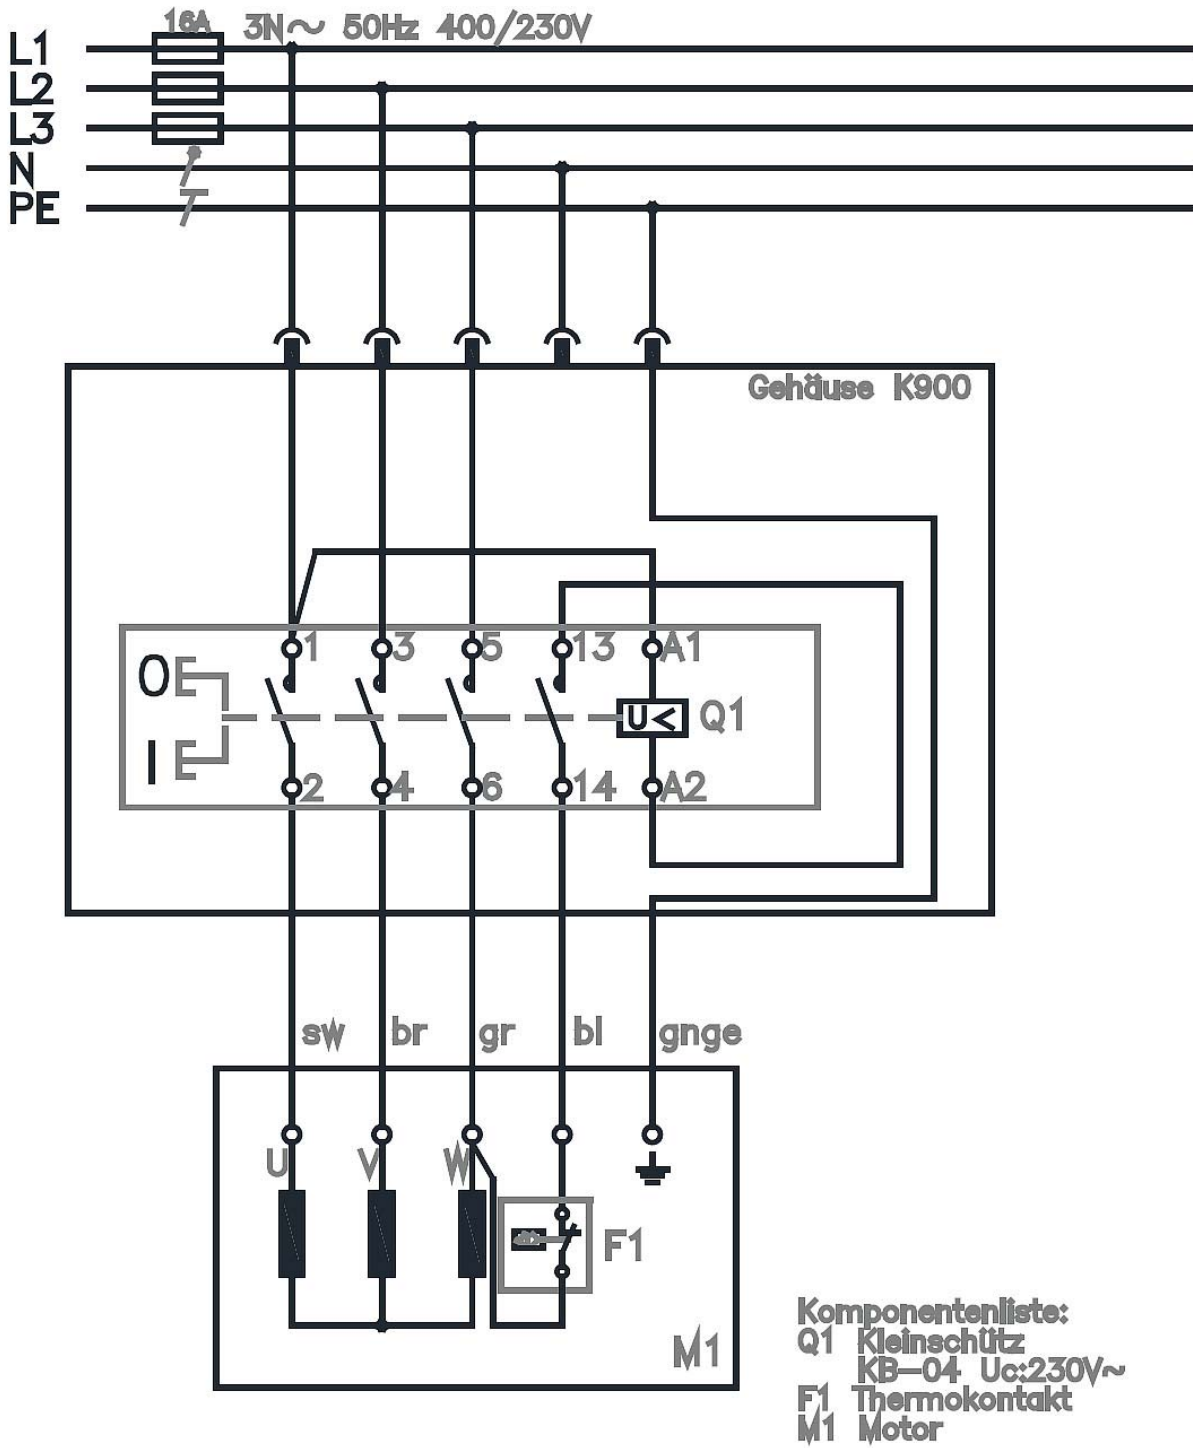 16A 3N~ 50Hz 400/230V
L1
L2
L3
N
PE
Gehäuse K900
1 3 5 13 A1
O
U< Q1
I
2 4 6 14 A2
sw br gr bl gnge
U V W
F1
M1
Komponentenliste:
Q1 Kleinschütz
KB-04 Uc:230V~
F1 Thermokontakt
M1 Motor